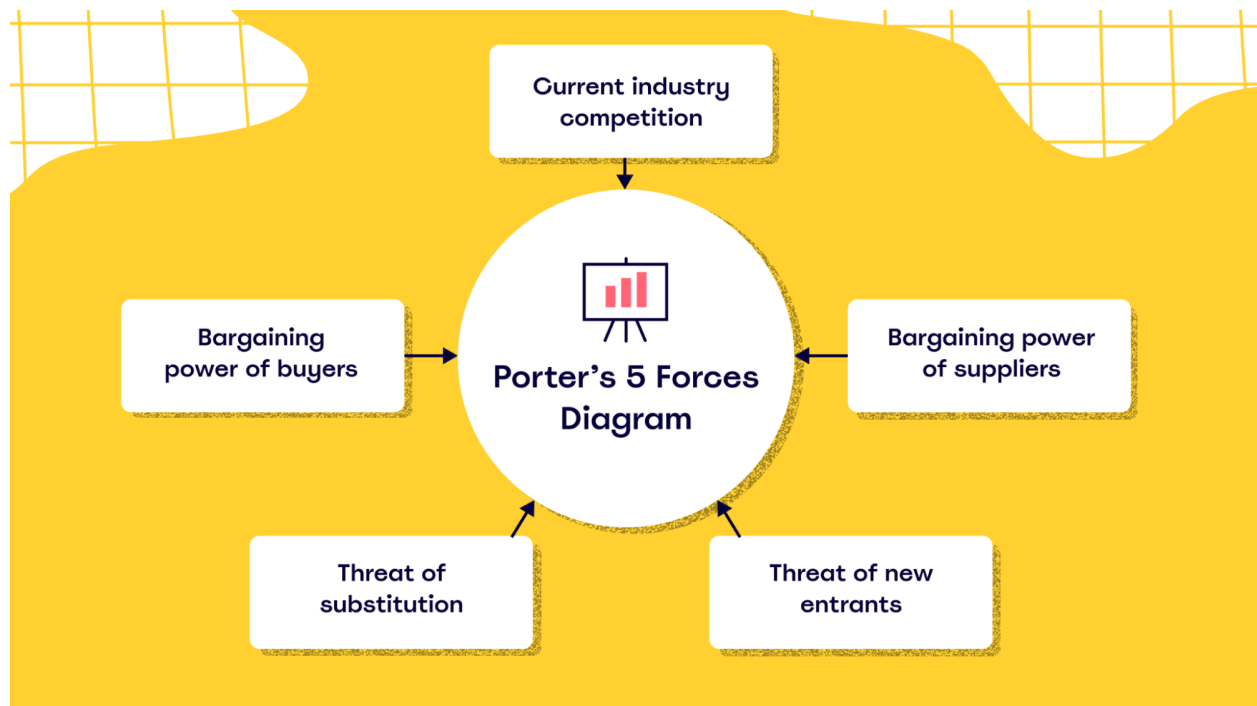 Current industry
competition
Bargaining
power of buyers
Porter's 5 Forces
Diagram
Bargaining power
of suppliers
Threat of
substitution
Threat of new
entrants